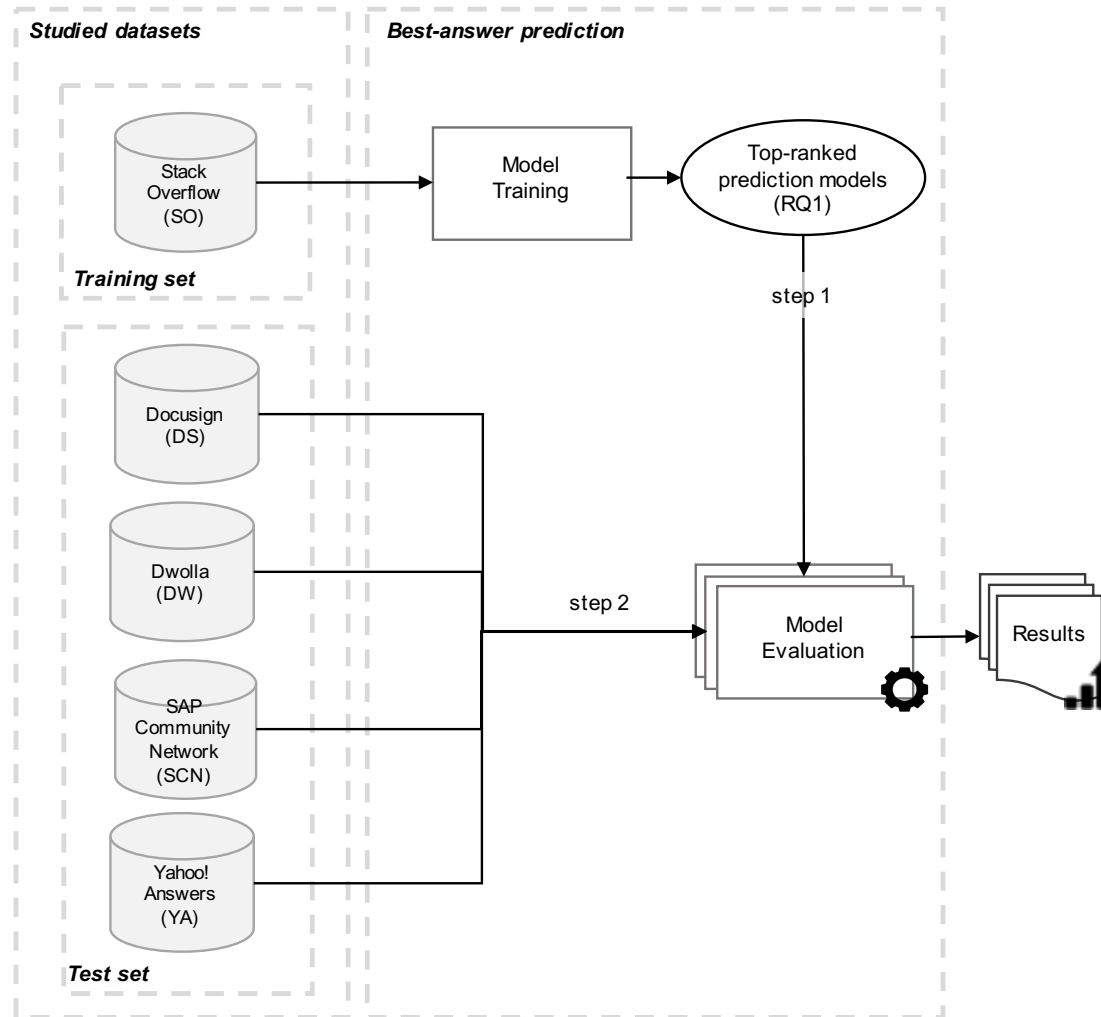 Studied datasets
Best-answer prediction
Stack
Overflow
(SO)
Training set
Model
Training
Top-ranked
prediction models
(RQ1)
step 1
Docusign
(DS)
Dwolla
(DW)
SAP
Community
Network
(SCN)
Yahoo!
Answers
(YA)
Test set
step 2
Model
Evaluation
Results